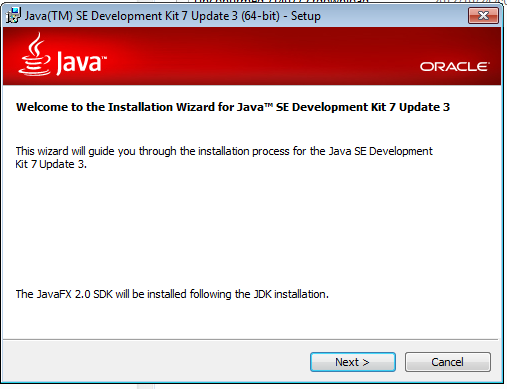 Java(TM) SE Development Kit 7 Update 3 (64-bit) - Setup
Java™
ORACLE®
Welcome to the Installation Wizard for Java™ SE Development Kit 7 Update 3
This wizard will guide you through the installation process for the Java SE Development
Kit 7 Update 3.
The JavaFX 2.0 SDK will be installed following the JDK installation.
Next >
Cancel